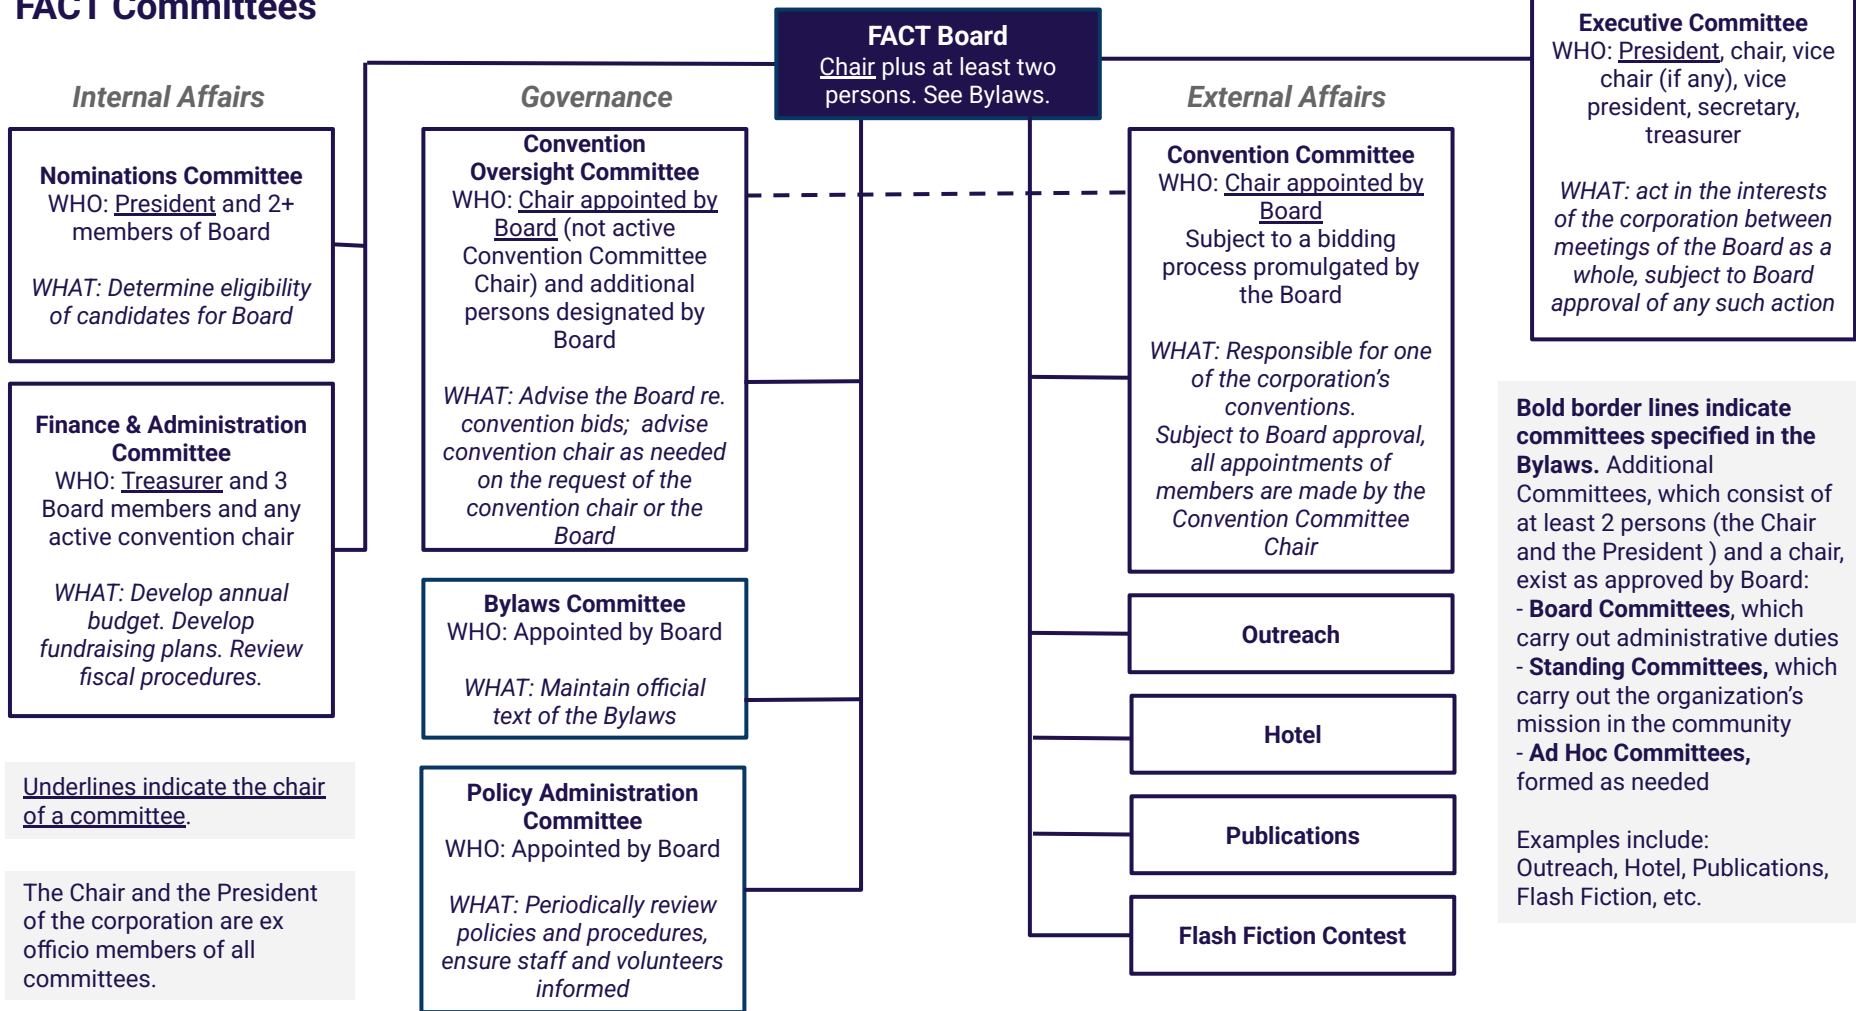 FACT Committees
FACT Board
Chair plus at least two
persons. See Bylaws.
Executive Committee
WHO: President, chair, vice
chair (if any), vice
president, secretary,
treasurer
WHAT: act in the interests
of the corporation between
meetings of the Board as a
whole, subject to Board
approval of any such action
Internal Affairs
Nominations Committee
WHO: President and 2+
members of Board
WHAT: Determine eligibility
of candidates for Board
Finance & Administration
Committee
WHO: Treasurer and 3
Board members and any
active convention chair
WHAT: Develop annual
budget. Develop
fundraising plans. Review
fiscal procedures.
Underlines indicate the chair
of a committee.
The Chair and the President
of the corporation are ex
officio members of all
committees.
Governance
Convention
Oversight Committee
WHO: Chair appointed by
Board (not active
Convention Committee
Chair) and additional
persons designated by
Board
WHAT: Advise the Board re.
convention bids;  advise
convention chair as needed
on the request of the
convention chair or the
Board
Bylaws Committee
WHO: Appointed by Board
WHAT: Maintain official
text of the Bylaws
Policy Administration
Committee
WHO: Appointed by Board
WHAT: Periodically review
policies and procedures,
ensure staff and volunteers
informed
External Affairs
Convention Committee
WHO: Chair appointed by
Board
Subject to a bidding
process promulgated by
the Board
WHAT: Responsible for one
of the corporation's
conventions.
Subject to Board approval,
all appointments of
members are made by the
Convention Committee
Chair
Outreach
Hotel
Publications
Flash Fiction Contest
Bold border lines indicate
committees specified in the
Bylaws. Additional
Committees, which consist of
at least 2 persons (the Chair
and the President ) and a chair,
exist as approved by Board:
- Board Committees, which
carry out administrative duties
- Standing Committees, which
carry out the organization's
mission in the community
- Ad Hoc Committees,
formed as needed
Examples include:
Outreach, Hotel, Publications,
Flash Fiction, etc.